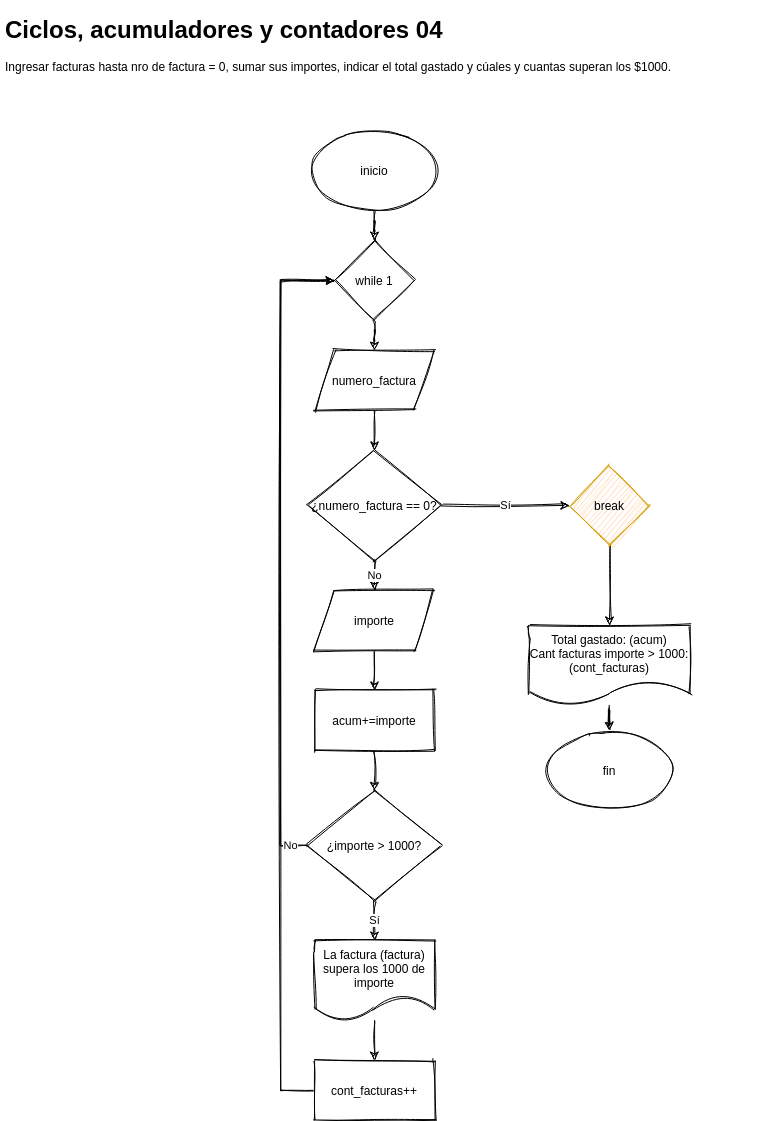 Ciclos, acumuladores y contadores 04
Ingresar facturas hasta nro de factura = 0, sumar sus importes, indicar el total gastado y cúales y cuantas superan los $1000.
inicio
while 1
numero_factura
¿numero_factura == 0?
Sí
break
No
importe
Total gastado: (acum)
Cant facturas importe > 1000:
(cont_facturas)
acum+=importe
fin
¿importe > 1000?
No
Sí
La factura (factura)
supera los 1000 de
importe
cont_facturas++